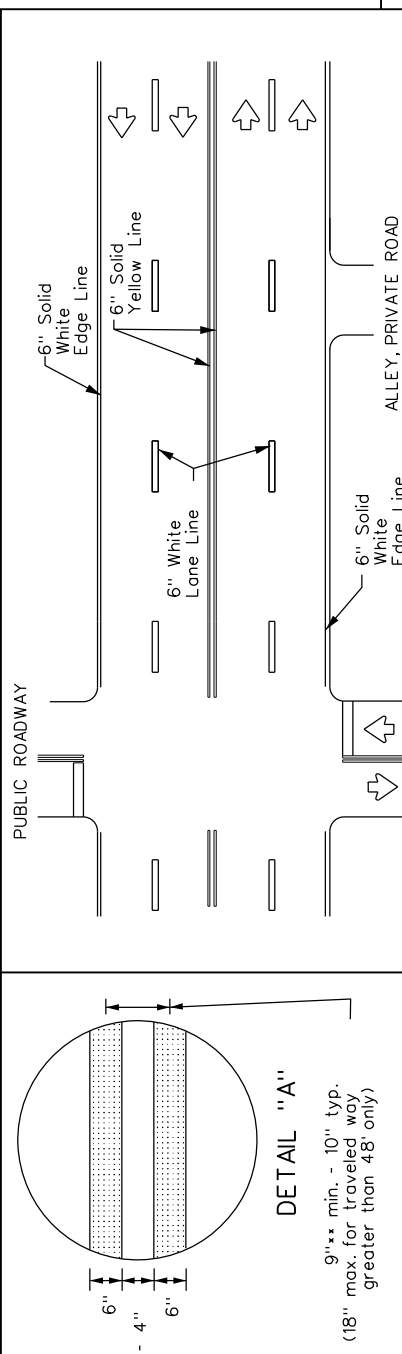 PUBLIC ROADWAY
6" Solid
White
Edge Line
6" Solid
Yellow Line
6" White
Lane Line
6" Solid
White
Edge Line
ALLEY, PRIVATE ROAD
6"
- 4"
6"
DETAIL "A"
9"** min. - 10" typ.
(18" max. for traveled way
greater than 48' only)